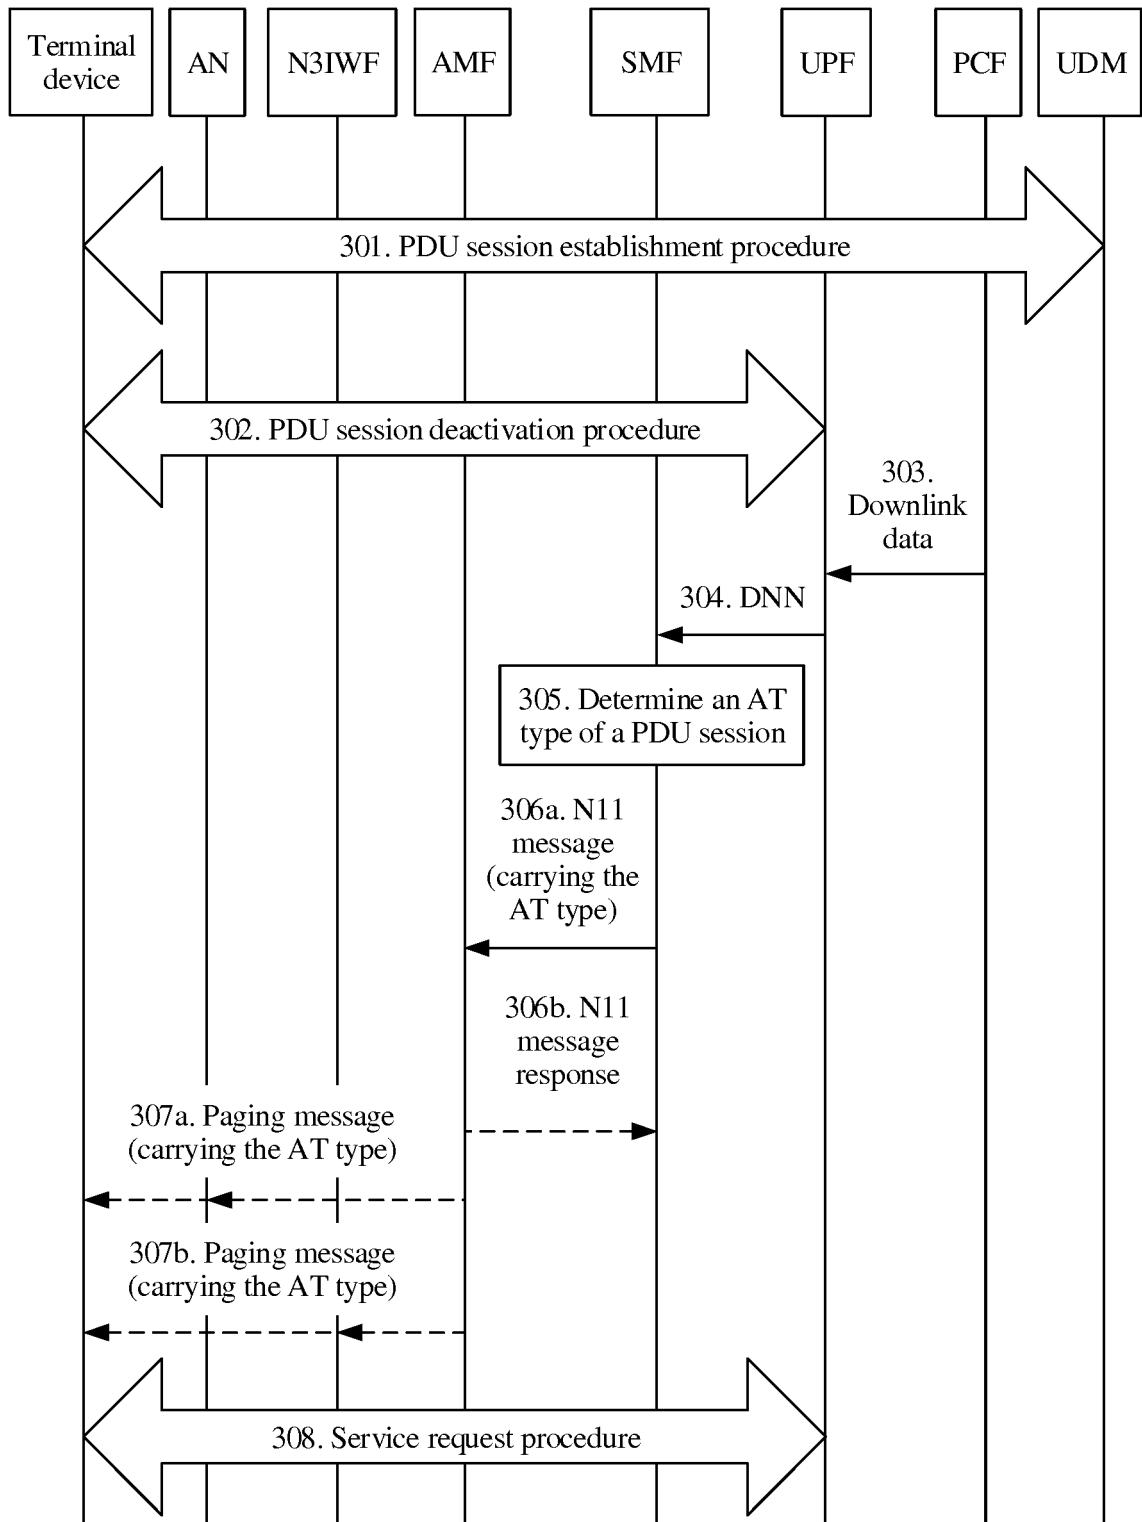 Terminal
device
AN
N3IWF
AMF
SMF
UPF
PCF
UDM
301. PDU session establishment procedure
302. PDU session deactivation procedure
303.
Downlink
data
304. DNN
305. Determine an AT
type of a PDU session
306a. N11
message
(carrying the
AT type)
306b. N11
message
response
307a. Paging message
(carrying the AT type)
307b. Paging message
(carrying the AT type)
308. Service request procedure